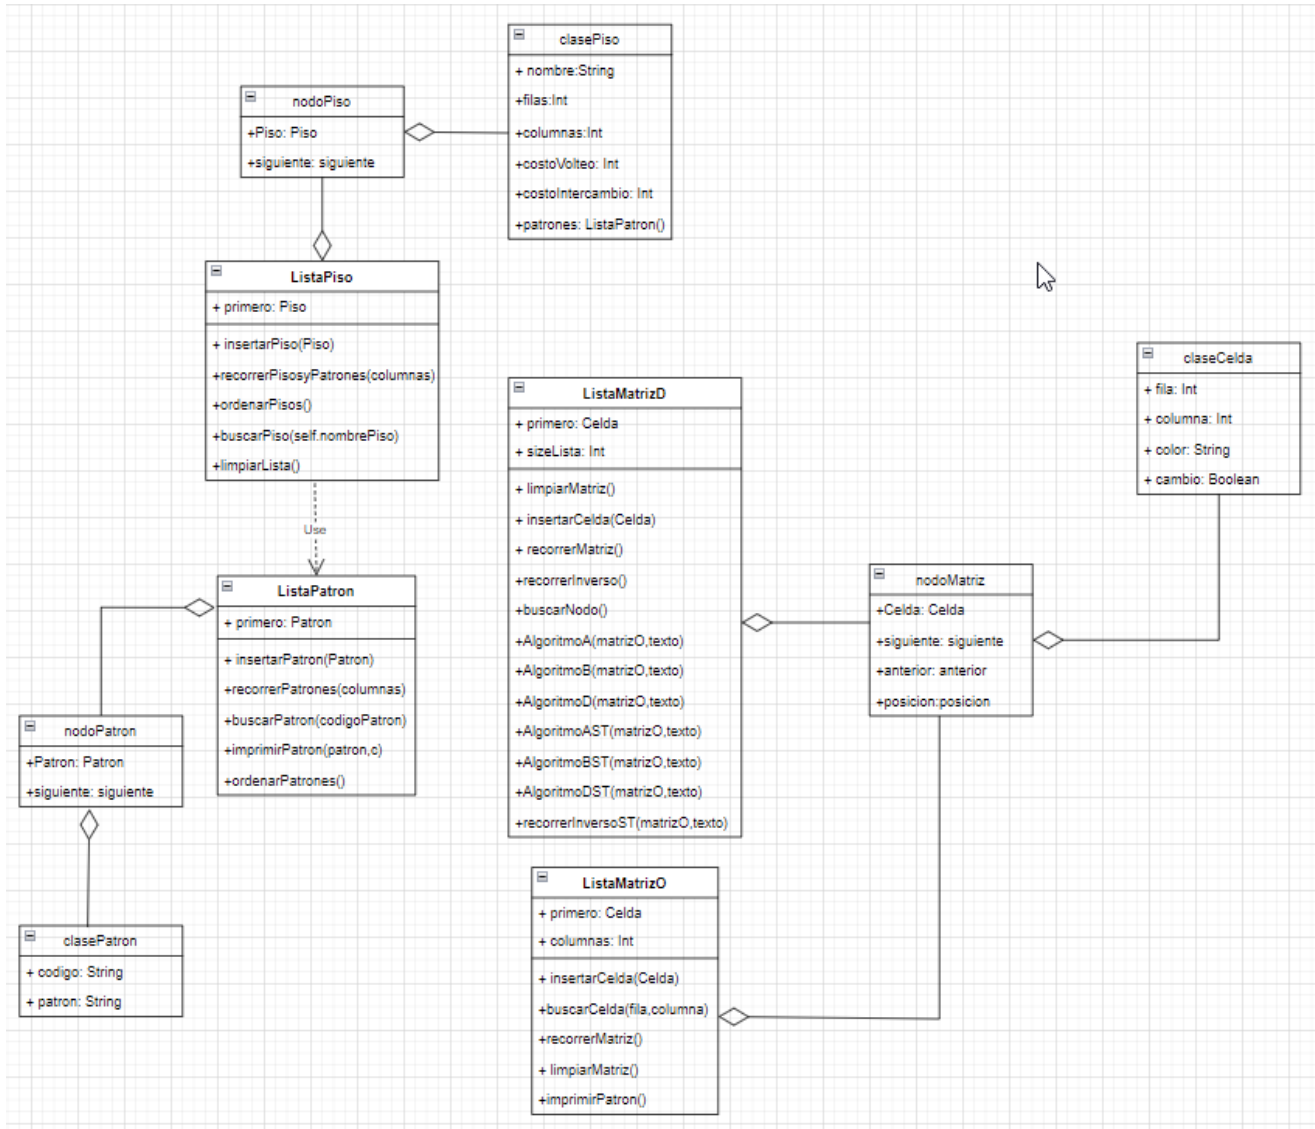 clasePiso
+ nombre:String
+filas:Int
+columnas:Int
+costoVolteo: Int
+costoIntercambio: Int
+patrones: ListaPatron()
nodoPiso
+Piso: Piso
+siguiente: siguiente
ListaPiso
+ primero: Piso
+ insertarPiso(Piso)
+recorrerPisosyPatrones(columnas)
+ordenarPisos()
+buscarPiso(self.nombrePiso)
+limpiarLista()
Use
ListaPatron
+ primero: Patron
+ insertarPatron(Patron)
+recorrerPatrones(columnas)
+buscarPatron(codigoPatron)
+imprimirPatron(patron,c)
+ordenarPatrones()
nodoPatron
+Patron: Patron
+siguiente: siguiente
clasePatron
+ codigo: String
+ patron: String
ListaMatrizD
+ primero: Celda
+ sizeLista: Int
+ limpiarMatriz()
+ insertarCelda(Celda)
+ recorrerMatriz()
+recorrerInverso()
+buscarNodo()
+AlgoritmoA(matrizO,texto)
+AlgoritmoB(matrizO,texto)
+AlgoritmoD(matrizO,texto)
+AlgoritmoAST(matrizO,texto)
+AlgoritmoBST(matrizO,texto)
+AlgoritmoDST(matrizO,texto)
+recorrerInversoST(matrizO,texto)
ListaMatrizO
+ primero: Celda
+ columnas: Int
+ insertarCelda(Celda)
+buscarCelda(fila,columna)
+recorrerMatriz()
+ limpiarMatriz()
+imprimirPatron()
nodoMatriz
+Celda: Celda
+siguiente: siguiente
+anterior: anterior
+posicion:posicion
claseCelda
+ fila: Int
+ columna: Int
+ color: String
+ cambio: Boolean